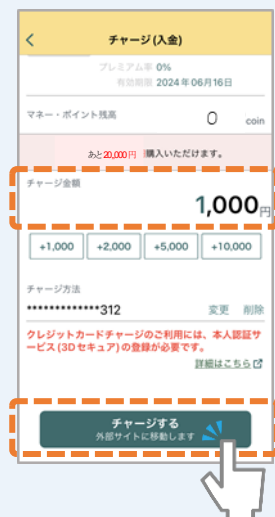 チャージ(入金)
プレミアム率 0%
有効期限 2024年06月16日
マネー・ポイント残高 0 coin
あと20,000円 購入いただけます。
チャージ金額
1,000円
+1,000 +2,000 +5,000 +10,000
チャージ方法
*************312 変更 削除
クレジットカードチャージのご利用には、本人認証サ
ービス(3Dセキュア)の登録が必要です。
詳細はこちら
チャージする
外部サイトに移動します